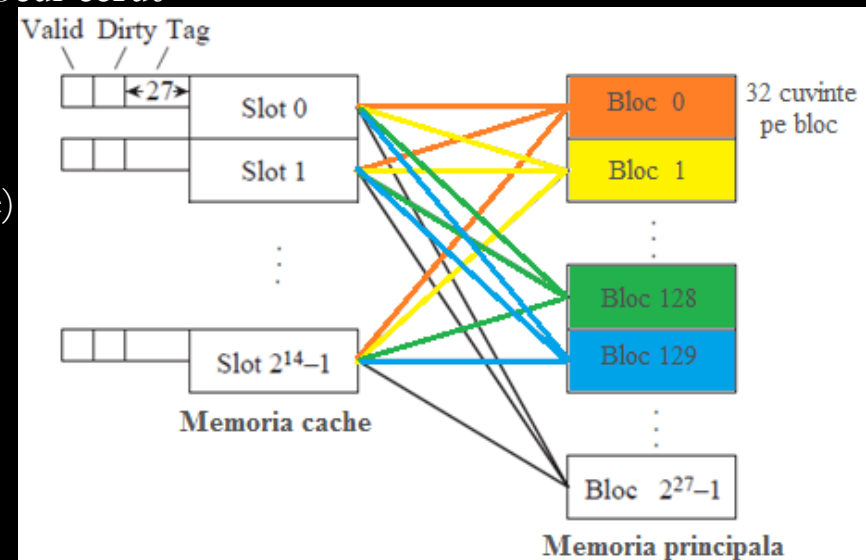 Valid Dirty Tag
27
Slot 0
Bloc 0
32 cuvinte
pe bloc
Slot 1
Bloc 1
Bloc 128
Bloc 129
Slot 2¹⁴–1
Memoria cache
Bloc 2²⁷–1
Memoria principala